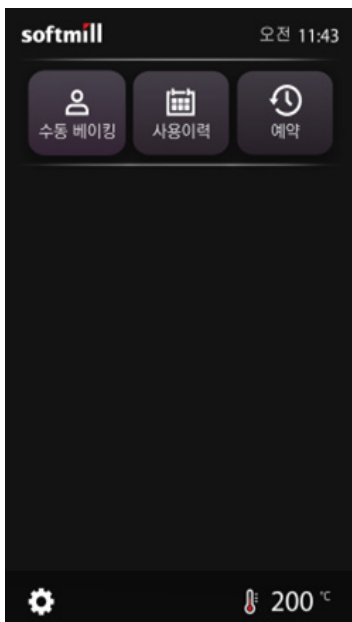 softmill
오전 11:43
수동 베이킹
사용이력
예약
200 ℃